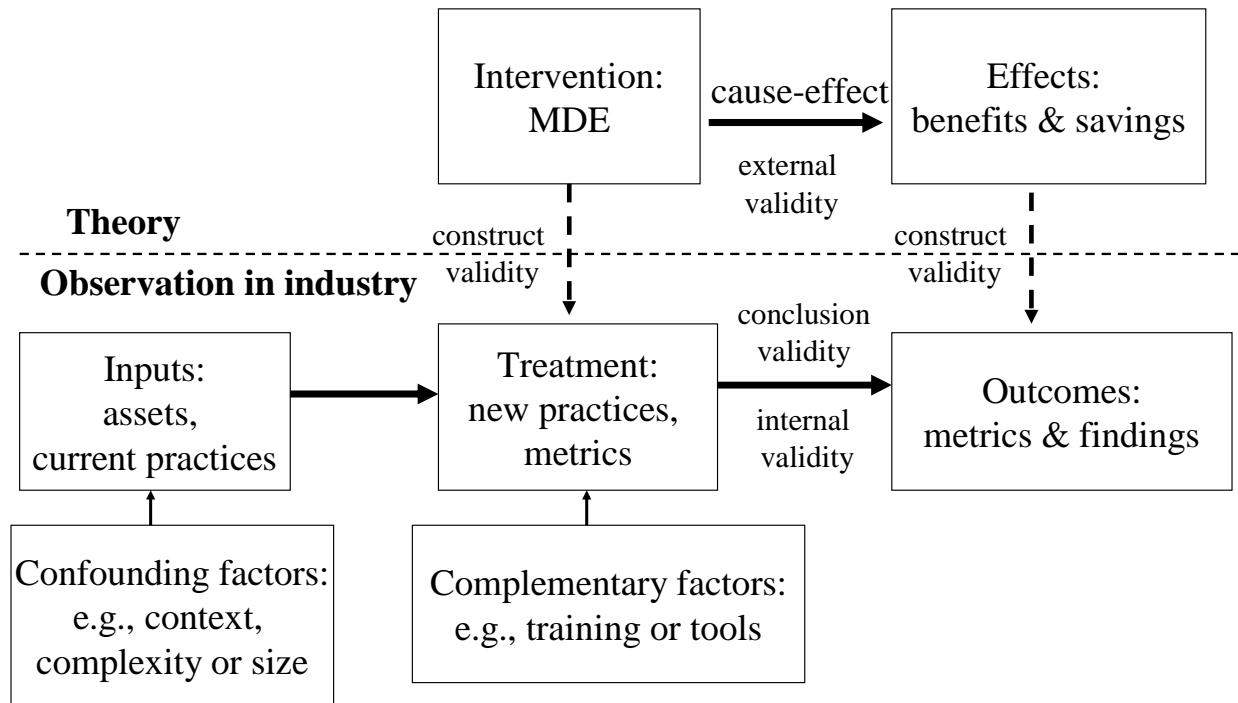 Intervention:
MDE
cause-effect
Effects:
benefits & savings
external
validity
Theory
construct
validity
construct
validity
Observation in industry
Inputs:
assets,
current practices
Treatment:
new practices,
metrics
conclusion
validity
internal
validity
Outcomes:
metrics & findings
Confounding factors:
e.g., context,
complexity or size
Complementary factors:
e.g., training or tools